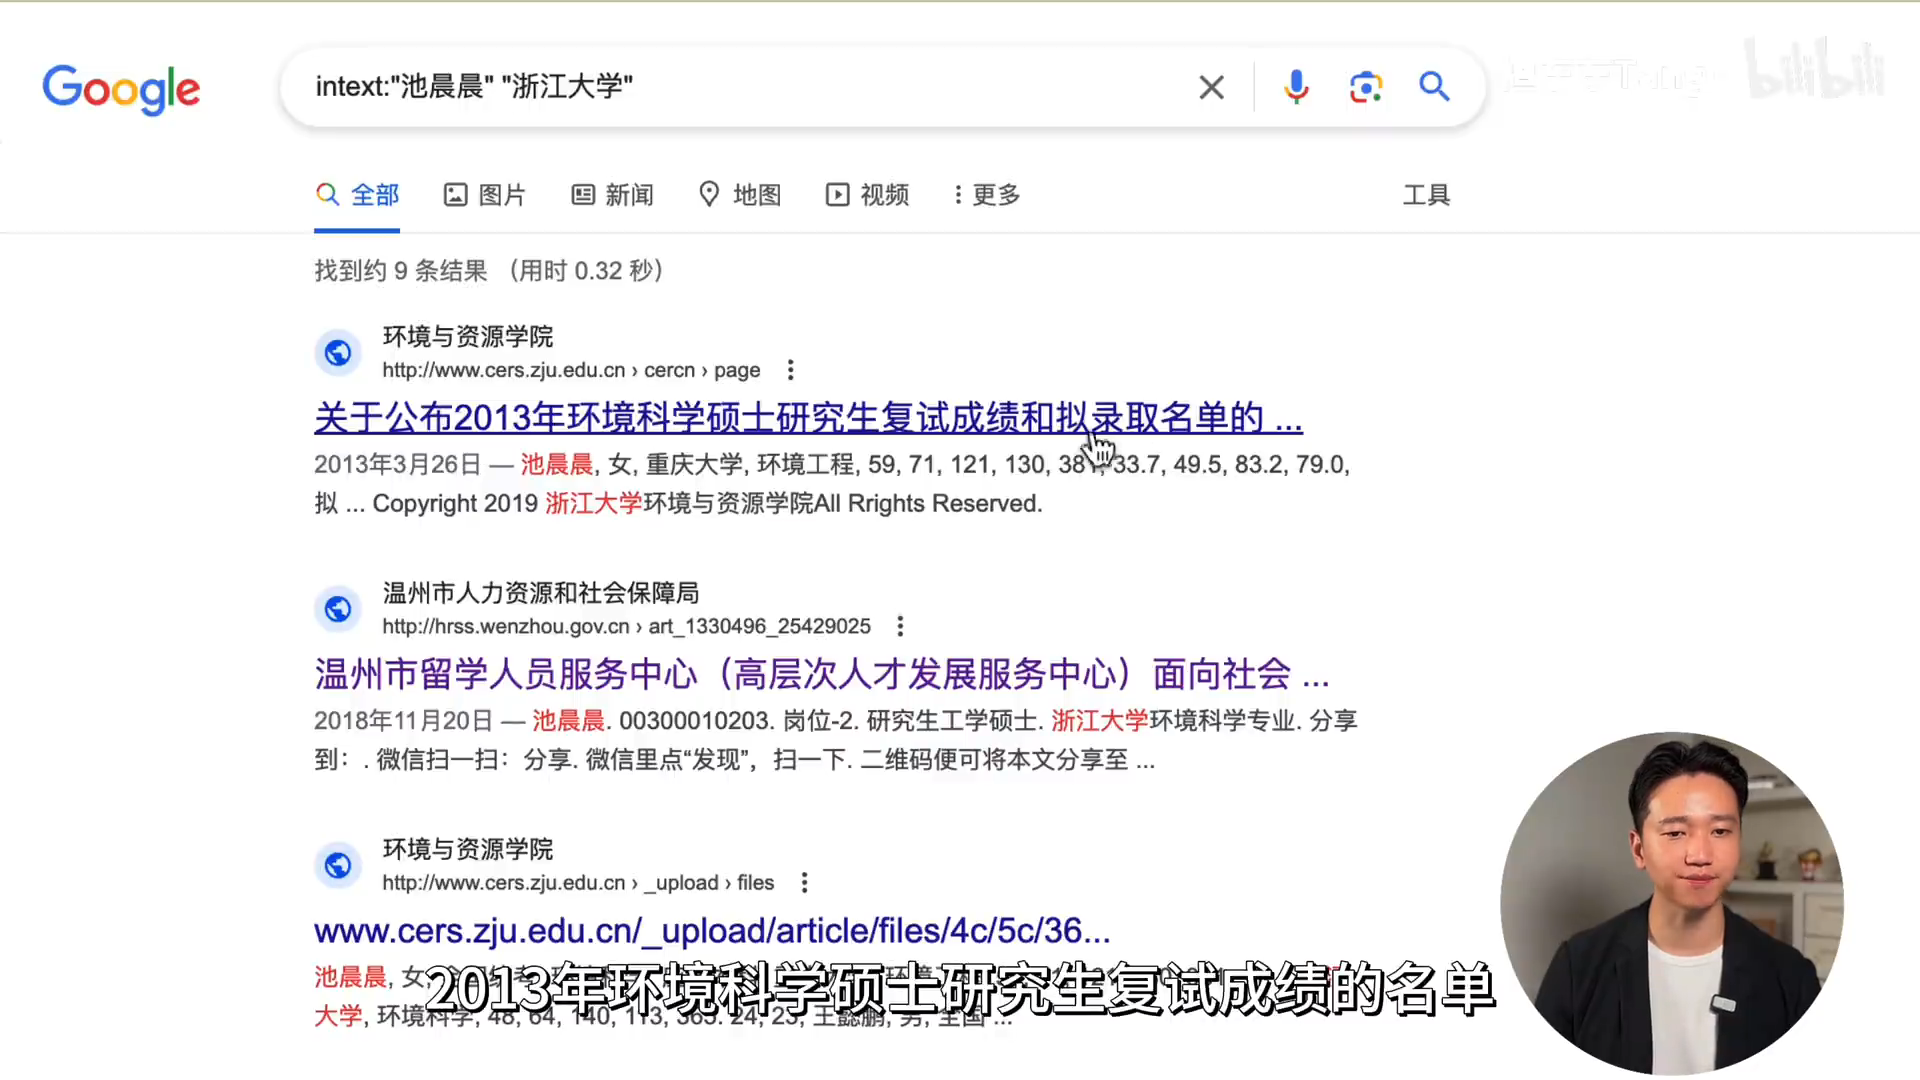 Google
intext:"池晨晨" "浙江大学"
bilibili
全部 图片 新闻 地图 视频 更多 工具
找到约 9 条结果 （用时 0.32 秒）
环境与资源学院
http://www.cers.zju.edu.cn › cercn › page
关于公布2013年环境科学硕士研究生复试成绩和拟录取名单的 ...
2013年3月26日 — 池晨晨, 女, 重庆大学, 环境工程, 59, 71, 121, 130, 381, 33.7, 49.5, 83.2, 79.0,
拟 ... Copyright 2019 浙江大学环境与资源学院All Rrights Reserved.
温州市人力资源和社会保障局
http://hrss.wenzhou.gov.cn › art_1330496_25429025
温州市留学人员服务中心（高层次人才发展服务中心）面向社会 ...
2018年11月20日 — 池晨晨. 00300010203. 岗位-2. 研究生工学硕士. 浙江大学环境科学专业. 分享
到：. 微信扫一扫：分享. 微信里点“发现”，扫一下. 二维码便可将本文分享至 ...
环境与资源学院
http://www.cers.zju.edu.cn › _upload › files
www.cers.zju.edu.cn/_upload/article/files/4c/5c/36...
池晨晨, 女,
2013年环境科学硕士研究生复试成绩的名单
大学, 环境科学, 48, 64, 140, 113, 365. 24, 23, 王懿鹏, 男, 全国 ...